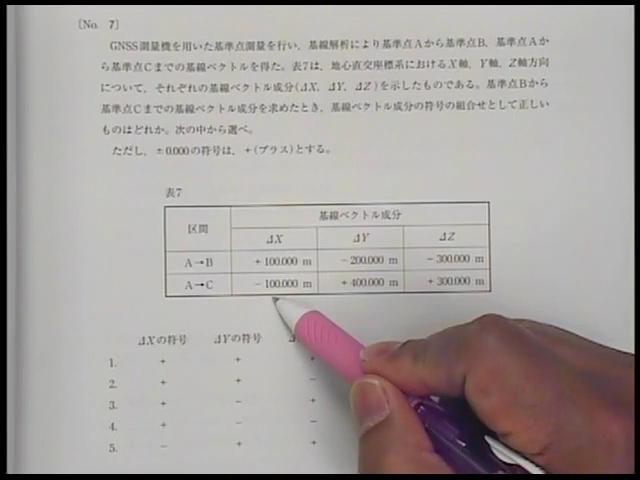 [No. 7]
GNSS測量機を用いた基準点測量を行い、基線解析により基準点Aから基準点B、基準点Aか
ら基準点Cまでの基線ベクトルを得た。表7は、地心直交座標系におけるX軸、Y軸、Z軸方向
について、それぞれの基線ベクトル成分(ΔX、ΔY、ΔZ)を示したものである。基準点Bから
基準点Cまでの基線ベクトル成分を求めたとき、基線ベクトル成分の符号の組合せとして正しい
ものはどれか。次の中から選べ。
ただし、±0.000の符号は、+(プラス)とする。
表7
区間 基線ベクトル成分
ΔX ΔY ΔZ
A→B +100.000 m −200.000 m −300.000 m
A→C −100.000 m +400.000 m +300.000 m
ΔXの符号 ΔYの符号
1. + + +
2. + + −
3. + − +
4. + − −
5. − + +